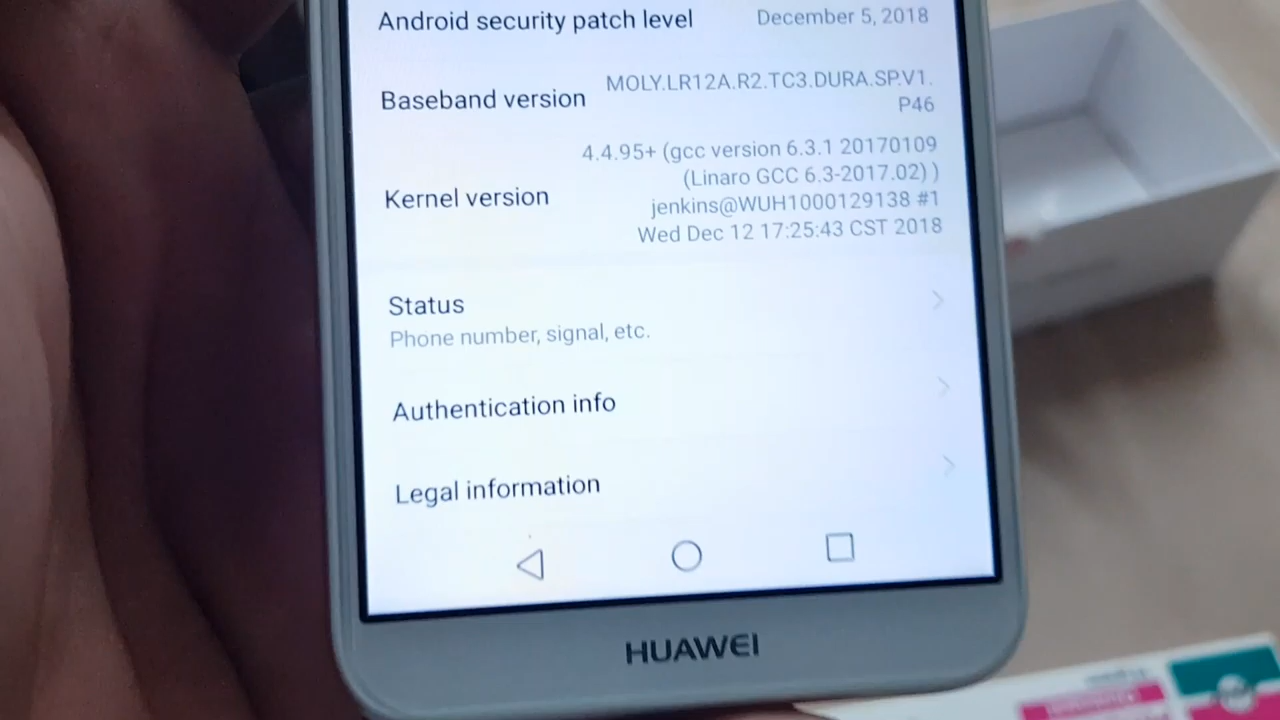 Android security patch level December 5, 2018
Baseband version MOLY.LR12A.R2.TC3.DURA.SP.V1.
P46
4.4.95+ (gcc version 6.3.1 20170109
(Linaro GCC 6.3-2017.02) )
Kernel version
jenkins@WUH1000129138 #1
Wed Dec 12 17:25:43 CST 2018
Status
Phone number, signal, etc.
Authentication info
Legal information
HUAWEI